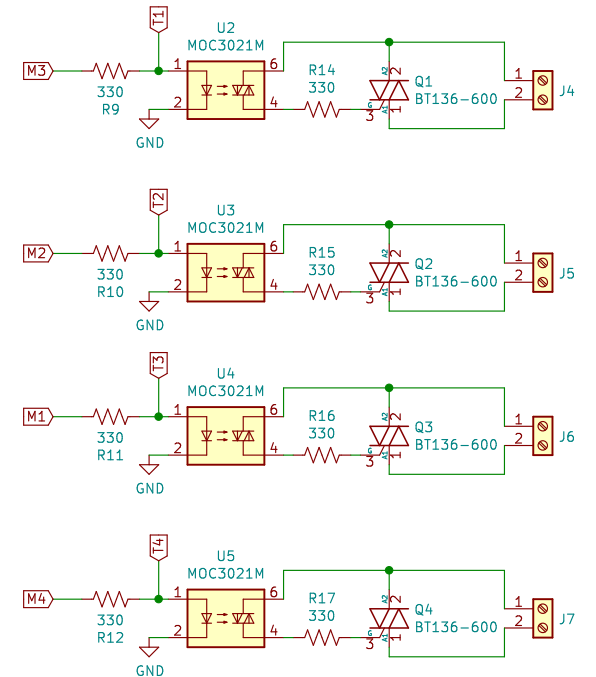 T1
U2
MOC3021M
M3
330
R9
1
2
GND
6
4
R14
330
A2
2
Q1
BT136-600
G
3
A1
1
1
2
J4
T2
U3
MOC3021M
M2
330
R10
1
2
GND
6
4
R15
330
A2
2
Q2
BT136-600
G
3
A1
1
1
2
J5
T3
U4
MOC3021M
M1
330
R11
1
2
GND
6
4
R16
330
A2
2
Q3
BT136-600
G
3
A1
1
1
2
J6
T4
U5
MOC3021M
M4
330
R12
1
2
GND
6
4
R17
330
A2
2
Q4
BT136-600
G
3
A1
1
1
2
J7